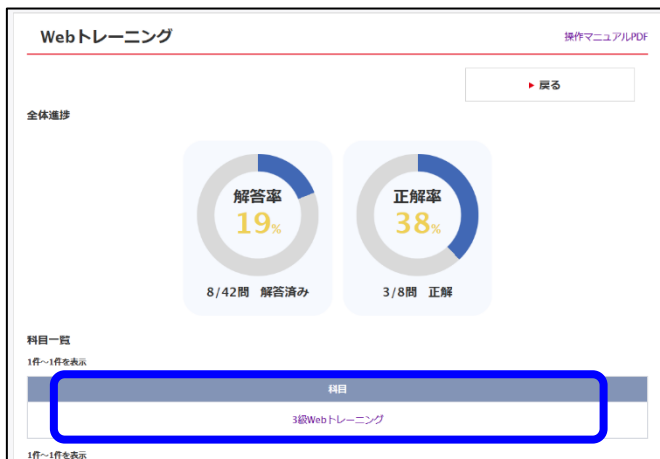 Webトレーニング
操作マニュアルPDF
▶ 戻る
全体進捗
解答率
19%
8/42問 解答済み
正解率
38%
3/8問 正解
科目一覧
1件～1件を表示
科目
3級Webトレーニング
1件～1件を表示